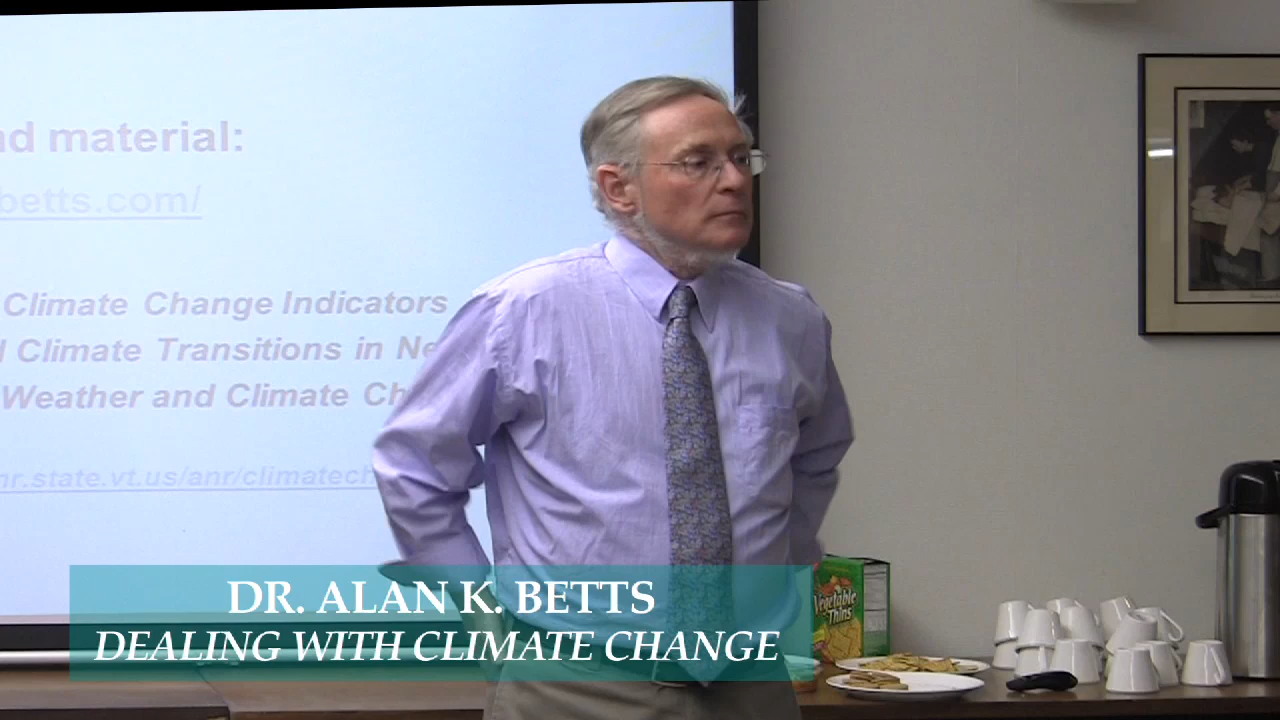 nd material:
betts.com/
Climate Change Indicators
Climate Transitions in Ne
Weather and Climate Ch
nr.state.vt.us/anr/climatech
Vegetable
Thins
DR. ALAN K. BETTS
DEALING WITH CLIMATE CHANGE